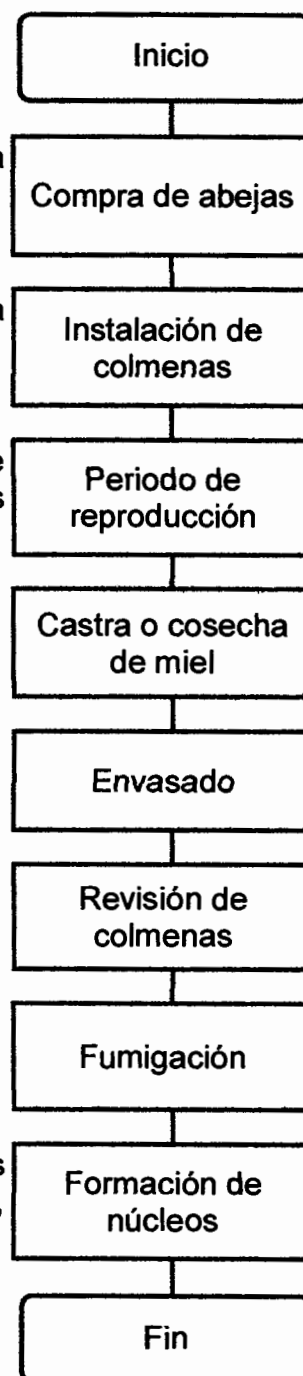 Inicio
a
Compra de abejas
a
Instalación de
colmenas
e
s
Periodo de
reproducción
Castra o cosecha
de miel
Envasado
Revisión de
colmenas
Fumigación
s
,
Formación de
núcleos
Fin